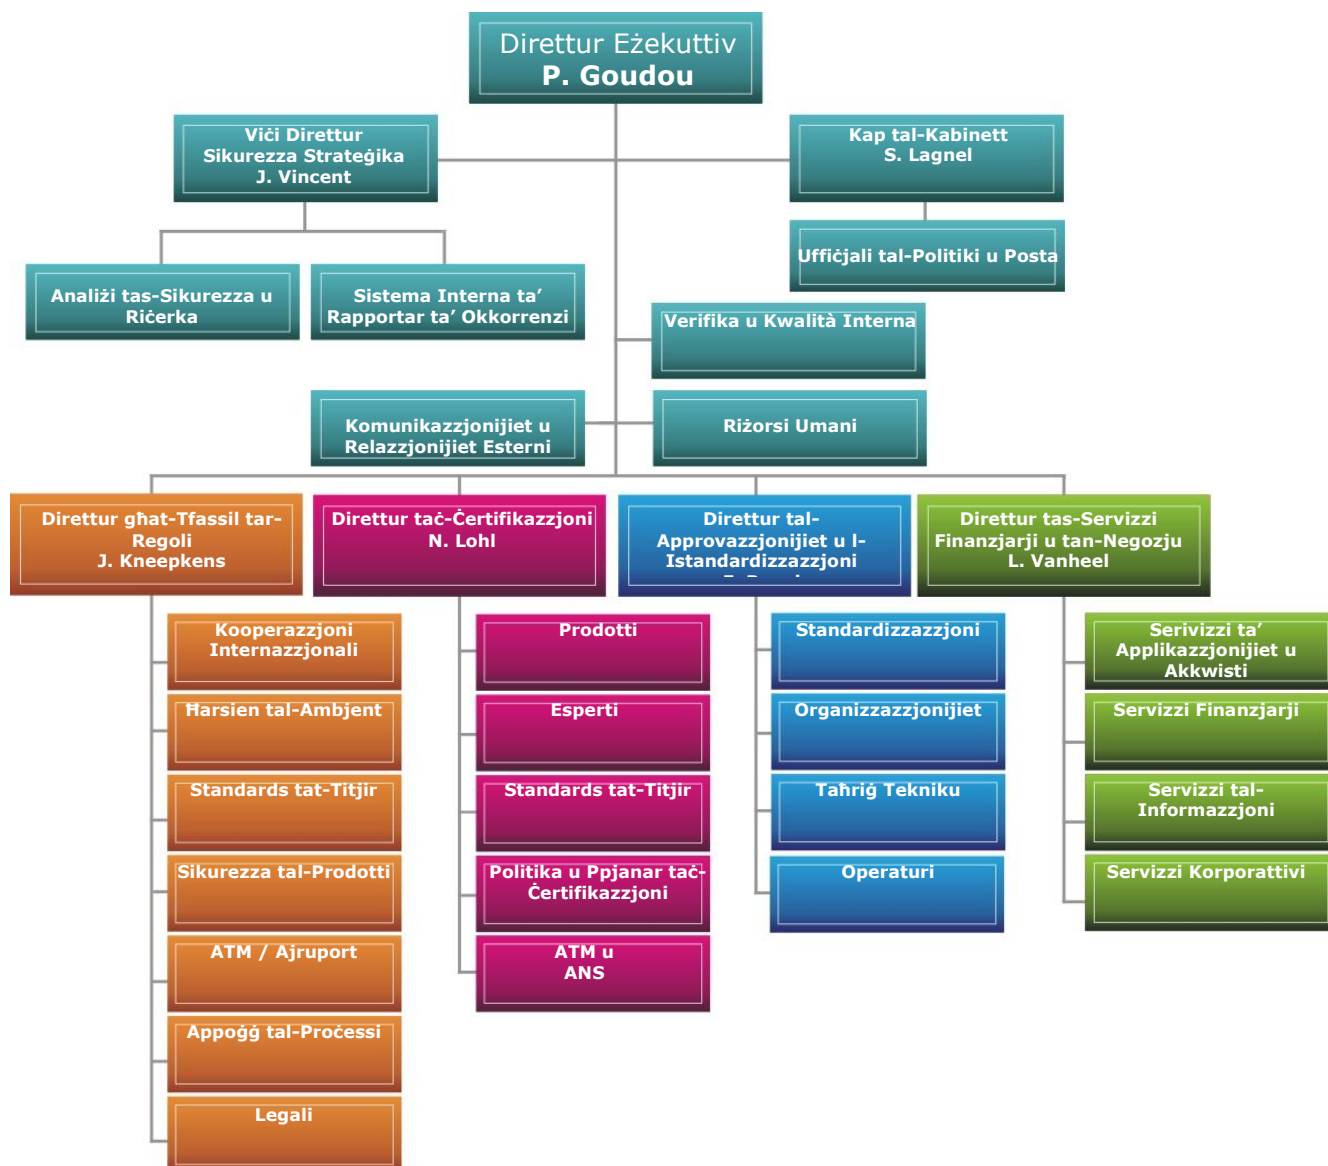 Direttur Eżekuttiv
P. Goudou
Viċi Direttur
Sikurezza Strateġika
J. Vincent
Kap tal-Kabinett
S. Lagnel
Uffiċjali tal-Politiki u Posta
Analiżi tas-Sikurezza u
Riċerka
Sistema Interna ta’
Rapportar ta’ Okkorrenzi
Verifika u Kwalità Interna
Komunikazzjonijiet u
Relazzjonijiet Esterni
Riżorsi Umani
Direttur għat-Tfassil tar-
Regoli
J. Kneepkens
Kooperazzjoni
Internazzjonali
Ħarsien tal-Ambjent
Standards tat-Titjir
Sikurezza tal-Prodotti
ATM / Ajruport
Appoġġ tal-Proċessi
Legali
Direttur taċ-Ċertifikazzjoni
N. Lohl
Prodotti
Esperti
Standards tat-Titjir
Politika u Ppjanar taċ-
Ċertifikazzjoni
ATM u
ANS
Direttur tal-
Approvazzjonijiet u l-
Istandardizzazzjoni
Standardizzazzjoni
Organizzazzjonijiet
Taħriġ Tekniku
Operaturi
Direttur tas-Servizzi
Finanzjarji u tan-Negozju
L. Vanheel
Serivizzi ta’
Applikazzjonijiet u
Akkwisti
Servizzi Finanzjarji
Servizzi tal-
Informazzjoni
Servizzi Korporattivi